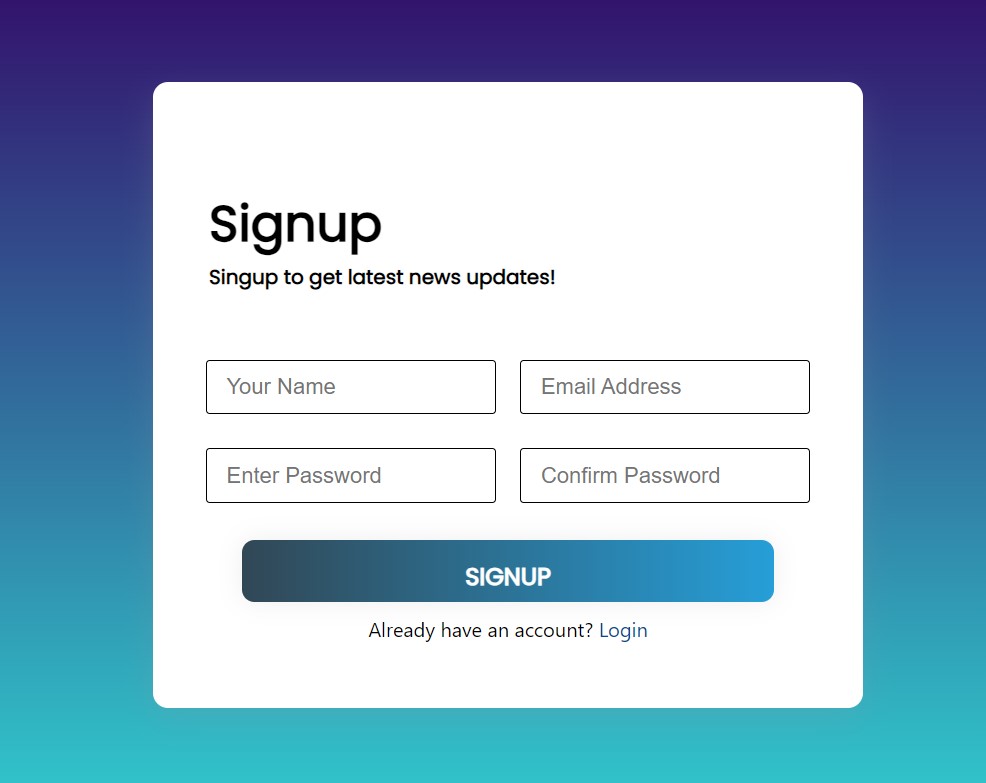 Signup
Singup to get latest news updates!
Your Name Email Address
Enter Password Confirm Password
SIGNUP
Already have an account? Login